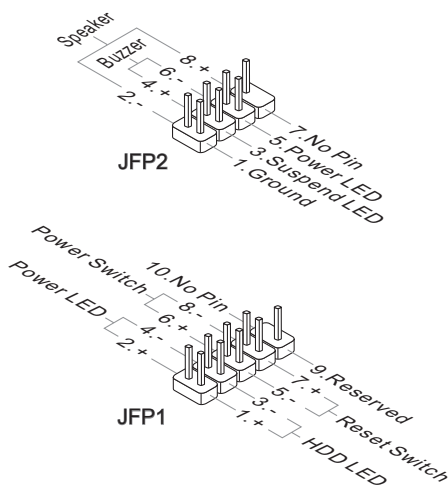 Speaker
Buzzer
8.+
6.-
4.+
2.-
7.No Pin
5.Power LED
3.Suspend LED
1.Ground
JFP2
Power Switch
Power LED
10.No Pin
8.-
6.+
4.-
2.+
9.Reserved
7.+
5.-
3.-
1.+
Reset Switch
HDD LED
JFP1